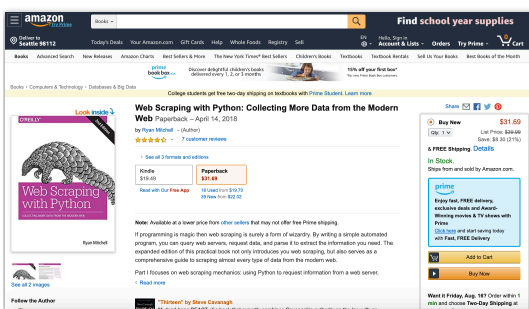 amazon
Try Prime
Books
Find school year supplies
Deliver to
Seattle 98112
Today's Deals Your Amazon.com Gift Cards Help Whole Foods Registry Sell
EN
Hello, Sign in
Account & Lists Orders Try Prime Cart
0
Books Advanced Search New Releases Amazon Charts Best Sellers & More The New York Times® Best Sellers Children's Books Textbooks Textbook Rentals Sell Us Your Books Best Books of the Month
prime
book box
Discover delightful children's books
delivered every 1, 2, or 3 months
15% off your first box*
Books › Computers & Technology › Databases & Big Data
College students get free two-day shipping on textbooks with Prime Student. Learn more
Look inside
O'REILLY®
Web Scraping
with Python
Ryan Mitchell
See all 2 images
Follow the Author
Web Scraping with Python: Collecting More Data from the Modern
Web Paperback – April 14, 2018
by Ryan Mitchell (Author)
7 customer reviews
See all 3 formats and editions
Kindle
$19.49
Paperback
$31.69
Read with Our Free App
18 Used from $19.70
39 New from $22.02
Note: Available at a lower price from other sellers that may not offer free Prime shipping.
If programming is magic then web scraping is surely a form of wizardry. By writing a simple automated
program, you can query web servers, request data, and parse it to extract the information you need. The
expanded edition of this practical book not only introduces you web scraping, but also serves as a
comprehensive guide to scraping almost every type of data from the modern web.
Part I focuses on web scraping mechanics: using Python to request information from a web server,
Read more
"Thirteen" by Steve Cavanagh
Share
Buy New
$31.69
Qty: 1
List Price: $39.99
Save: $8.30 (21%)
& FREE Shipping. Details
In Stock.
Ships from and sold by Amazon.com.
prime
Enjoy fast, FREE delivery,
exclusive deals and Award-
Winning movies & TV shows with
Prime
Click here and start saving today
with Fast, FREE Delivery
Add to Cart
Buy Now
Want it Friday, Aug. 16? Order within 1
min and choose Two-Day Shipping at